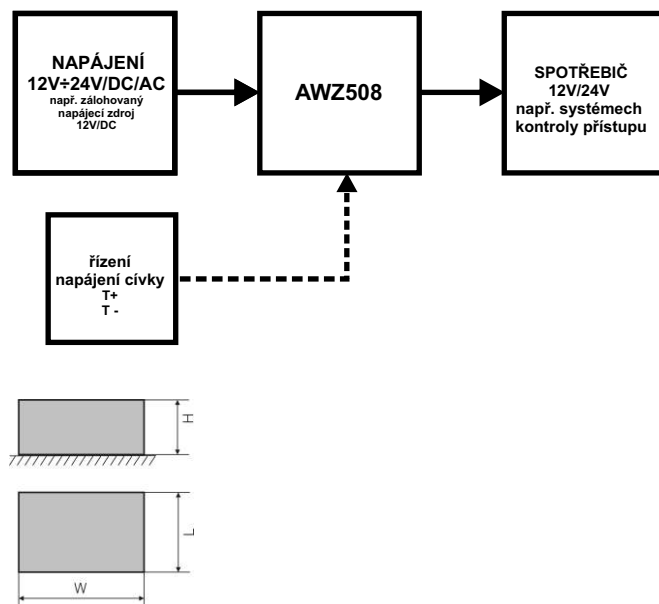 NAPÁJENÍ
12V÷24V/DC/AC
např. zálohovaný
napájecí zdroj
12V/DC
AWZ508
SPOTŘEBIČ
12V/24V
např. systémech
kontroly přístupu
řízení
napájení cívky
T+
T -
H
L
W